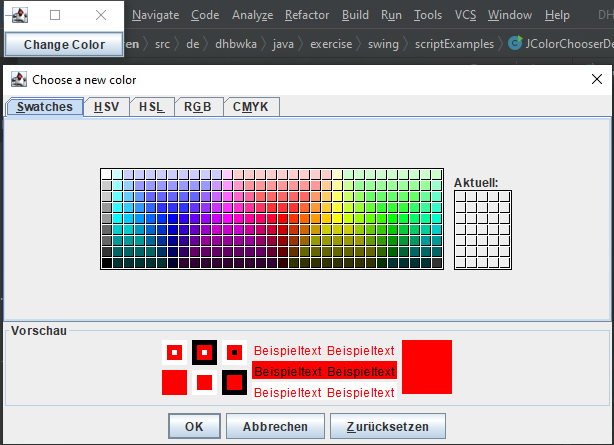 Navigate Code Analyze Refactor Build Run Tools VCS Window Help DH
Change Color
en src de dhbwka java exercise swing scriptExamples JColorChooserDe
Choose a new color
Swatches HSV HSL RGB CMYK
Aktuell:
Vorschau
Beispieltext Beispieltext
Beispieltext Beispieltext
Beispieltext Beispieltext
OK Abbrechen Zurücksetzen